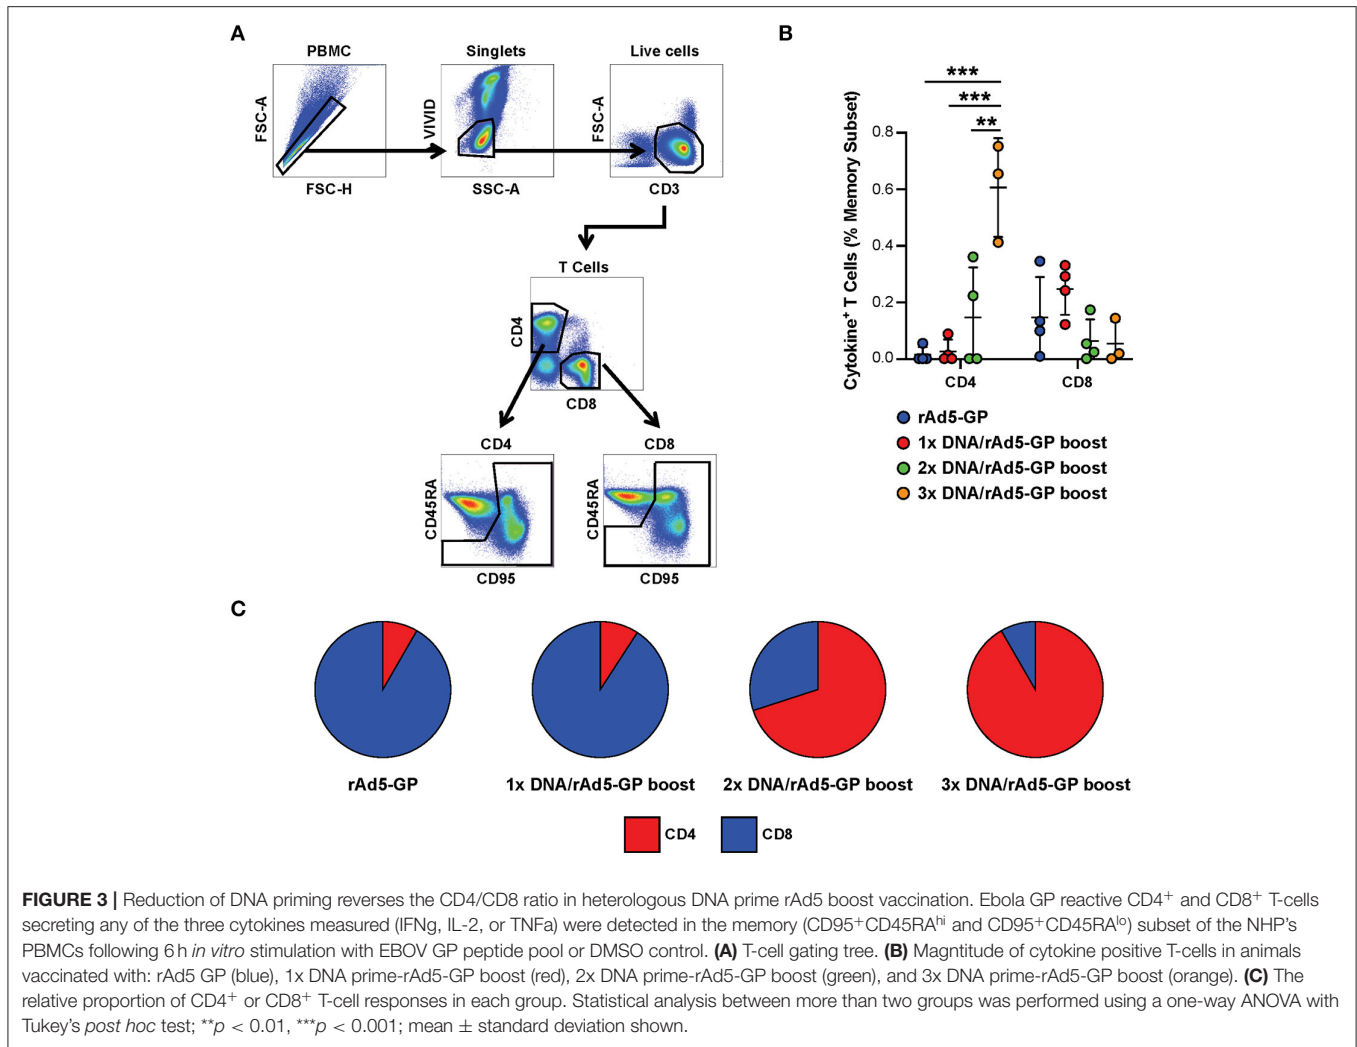 A
PBMC
Singlets
Live cells
FSC-A
FSC-H
VIVID
SSC-A
FSC-A
CD3
T Cells
CD4
CD8
CD4
CD8
CD45RA
CD95
CD45RA
CD95
B
***
***
**
Cytokine+ T Cells (% Memory Subset)
0.8
0.6
0.4
0.2
0.0
CD4
CD8
rAd5-GP
1x DNA/rAd5-GP boost
2x DNA/rAd5-GP boost
3x DNA/rAd5-GP boost
C
rAd5-GP
1x DNA/rAd5-GP boost
2x DNA/rAd5-GP boost
3x DNA/rAd5-GP boost
CD4
CD8
FIGURE 3 | Reduction of DNA priming reverses the CD4/CD8 ratio in heterologous DNA prime rAd5 boost vaccination. Ebola GP reactive CD4+ and CD8+ T-cells
secreting any of the three cytokines measured (IFNg, IL-2, or TNFa) were detected in the memory (CD95+CD45RAhi and CD95+CD45RAlo) subset of the NHP's
PBMCs following 6 h in vitro stimulation with EBOV GP peptide pool or DMSO control. (A) T-cell gating tree. (B) Magntitude of cytokine positive T-cells in animals
vaccinated with: rAd5 GP (blue), 1x DNA prime-rAd5-GP boost (red), 2x DNA prime-rAd5-GP boost (green), and 3x DNA prime-rAd5-GP boost (orange). (C) The
relative proportion of CD4+ or CD8+ T-cell responses in each group. Statistical analysis between more than two groups was performed using a one-way ANOVA with
Tukey's post hoc test; **p < 0.01, ***p < 0.001; mean ± standard deviation shown.